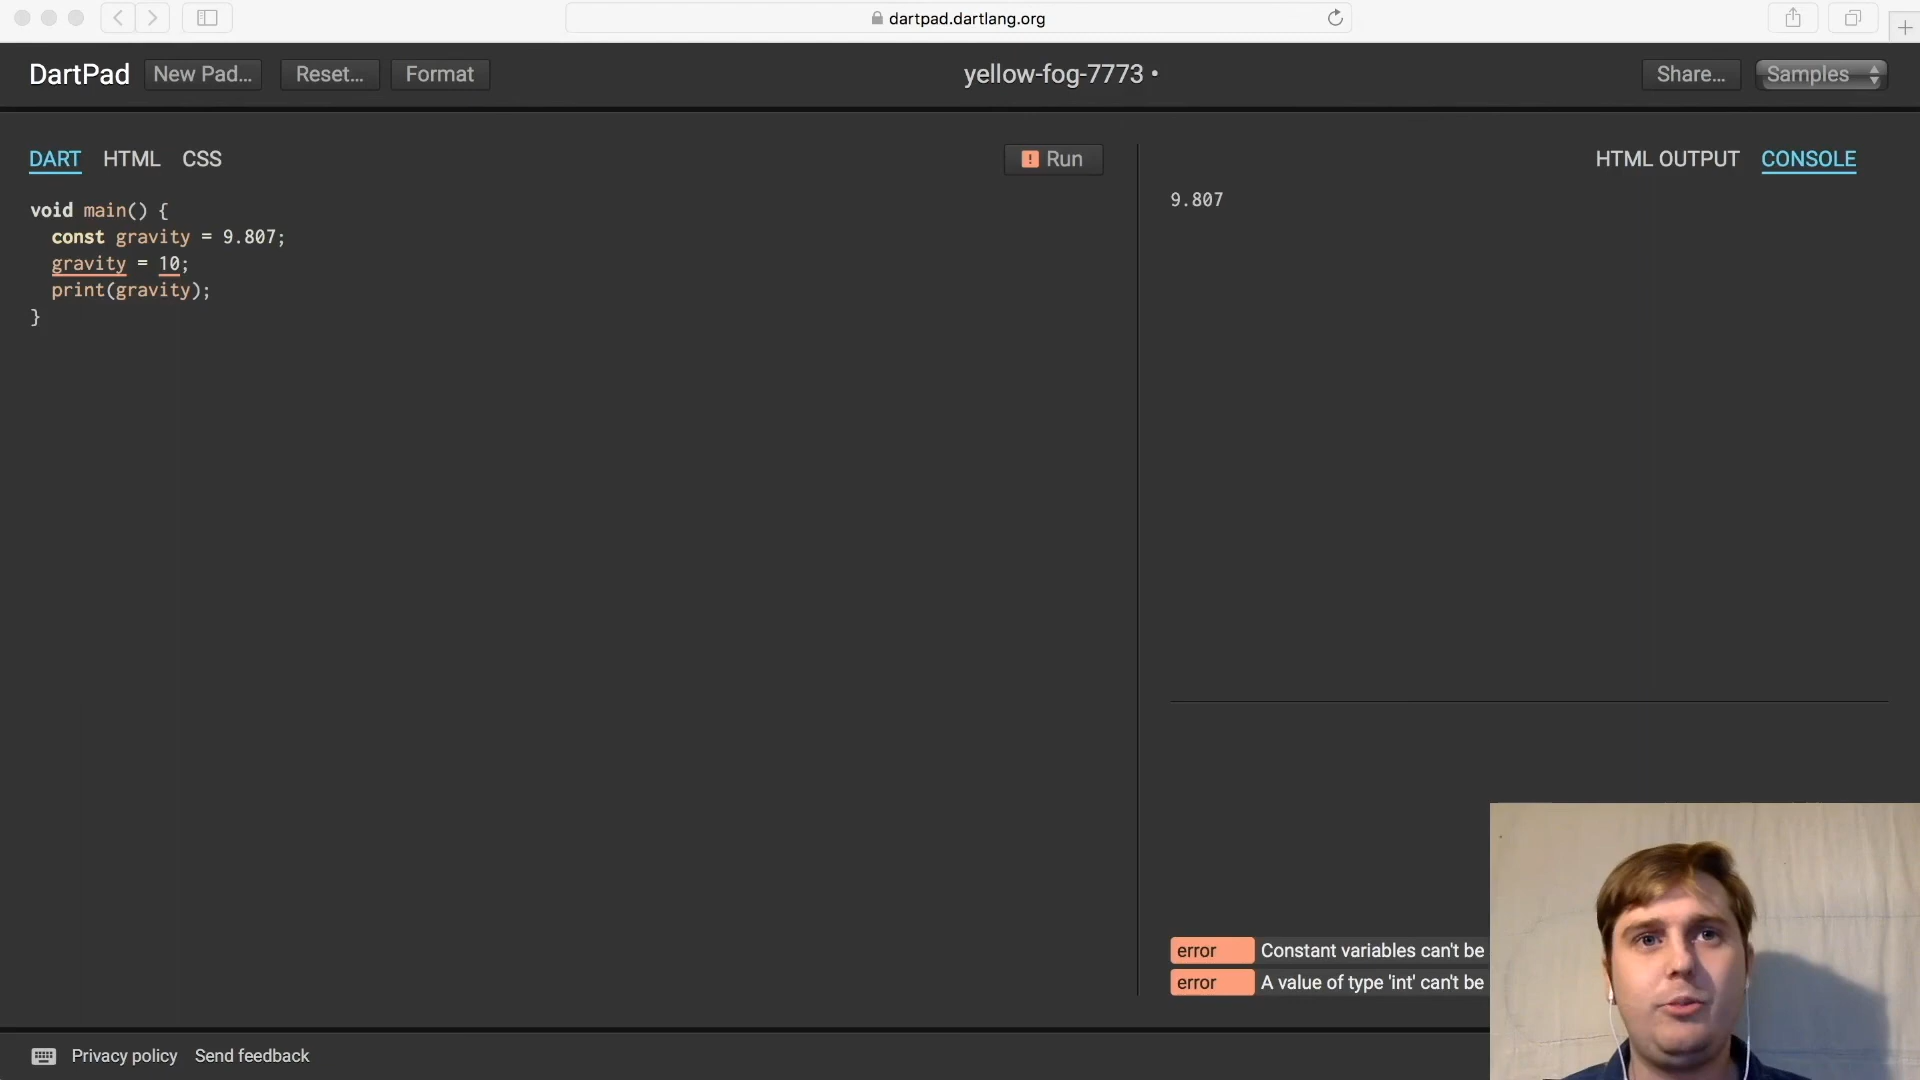 dartpad.dartlang.org
DartPad New Pad... Reset... Format yellow-fog-7773 • Share... Samples
DART HTML CSS ! Run HTML OUTPUT CONSOLE
void main() {
const gravity = 9.807;
gravity = 10;
print(gravity);
}
9.807
error Constant variables can't be
error A value of type 'int' can't be
Privacy policy Send feedback